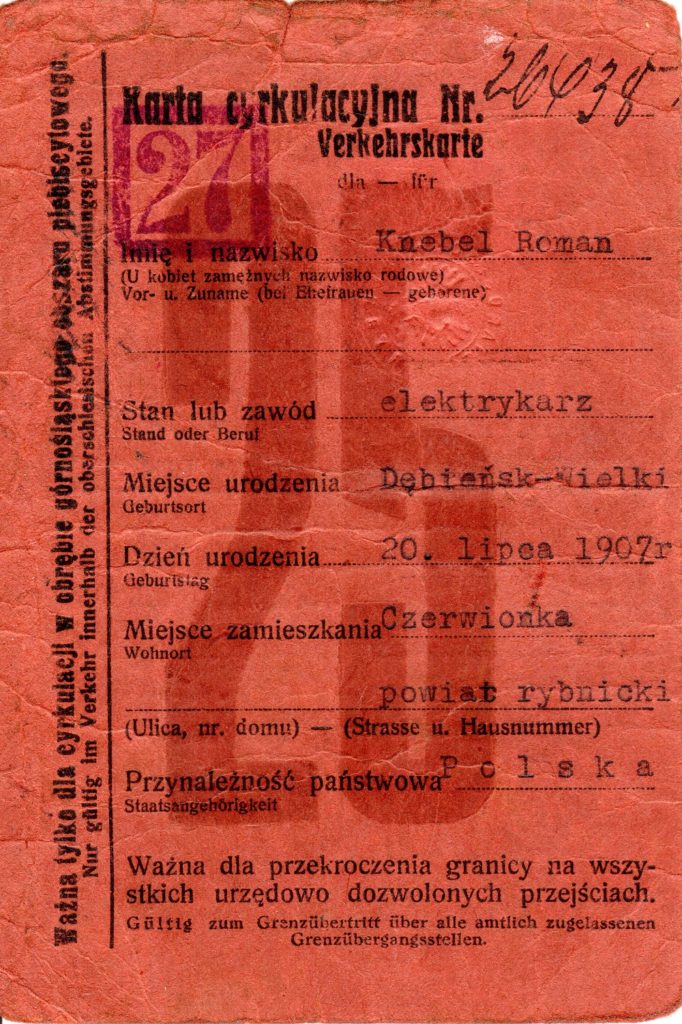 Karta cyrkulacyjna Nr. 26438
Verkehrskarte
27
dla — für
Imię i nazwisko Knebel Roman
(U kobiet zamężnych nazwisko rodowe)
Vor- u. Zuname (bei Ehefrauen — geborene)
25
Stan lub zawód elektrykarz
Stand oder Beruf
Miejsce urodzenia Dębieńsk-Wielki
Geburtsort
Dzień urodzenia 20. lipca 1907r
Geburtstag
Miejsce zamieszkania Czerwionka
Wohnort
powiat rybnicki
(Ulica, nr. domu) — (Strasse u. Hausnummer)
Przynależność państwowa Polska
Staatsangehörigkeit
Ważna dla przekroczenia granicy na wszy-
stkich urzędowo dozwolonych przejściach.
Gültig zum Grenzübertritt über alle amtlich zugelassenen
Grenzübergangsstellen.
Ważna tylko dla cyrkulacji w obrębie górnośląskiego obszaru plebiscytowego.
Nur gültig im Verkehr innerhalb der oberschlesischen Abstimmungsgebiete.